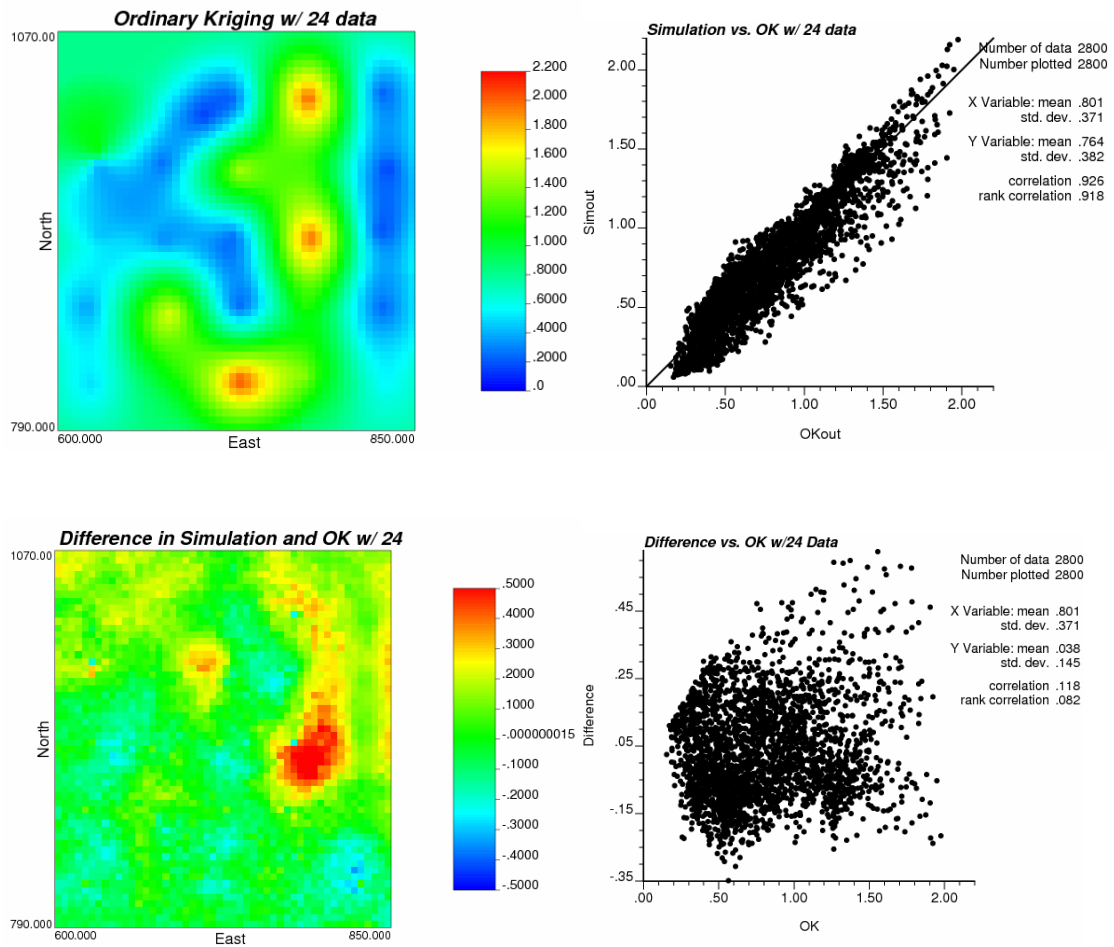 Ordinary Kriging w/ 24 data
1070.00
North
790.000
600.000
East
850.000
2.200
2.000
1.800
1.600
1.400
1.200
1.000
.8000
.6000
.4000
.2000
.0
Simulation vs. OK w/ 24 data
Number of data 2800
Number plotted 2800
X Variable: mean .801
std. dev. .371
Y Variable: mean .764
std. dev. .382
correlation .926
rank correlation .918
Simout
2.00
1.50
1.00
.50
.00
.00 .50 1.00 1.50 2.00
OKout
Difference in Simulation and OK w/ 24
1070.00
North
790.000
600.000
East
850.000
.5000
.4000
.3000
.2000
.1000
-.000000015
-.1000
-.2000
-.3000
-.4000
-.5000
Difference vs. OK w/24 Data
Number of data 2800
Number plotted 2800
X Variable: mean .801
std. dev. .371
Y Variable: mean .038
std. dev. .145
correlation .118
rank correlation .082
Difference
.45
.25
.05
-.15
-.35
.00 .50 1.00 1.50 2.00
OK